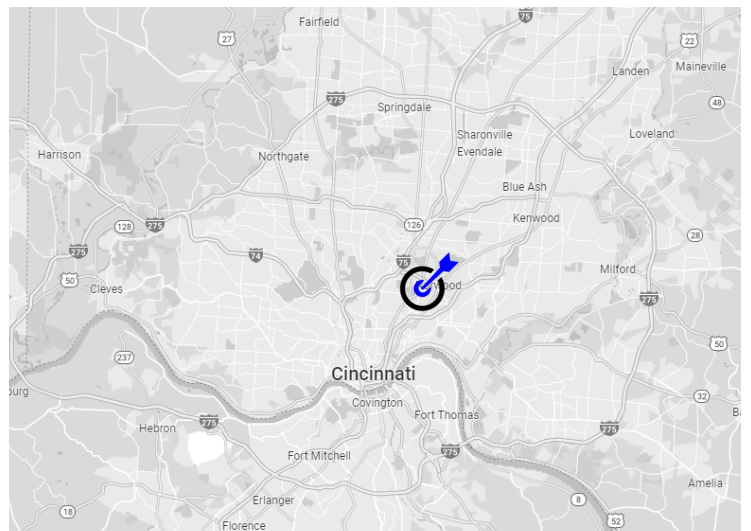 Fairfield
75
27
22
Landen
Maineville
275
Springdale
71
48
Sharonville
Evendale
Loveland
Harrison
Northgate
Blue Ash
128
275
126
Kenwood
28
275
74
75
50
Cleves
wood
Milford
275
50
237
Cincinnati
burg
Covington
32
Fort Thomas
Hebron
275
275
Fort Mitchell
275
Amelia
Erlanger
8
18
Florence
52